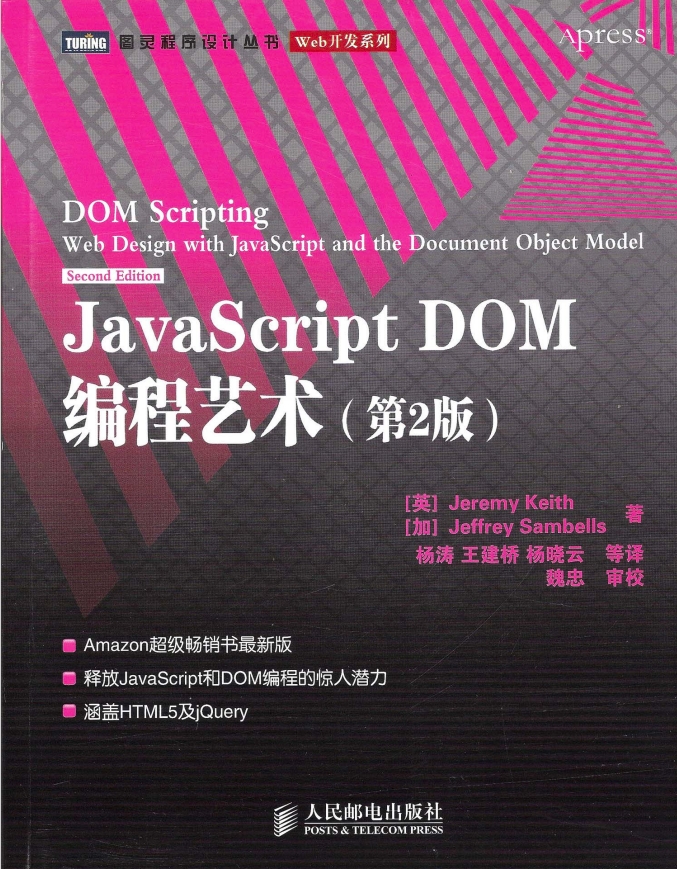 TURING 图灵程序设计丛书 Web开发系列
Apress®
DOM Scripting
Web Design with JavaScript and the Document Object Model
Second Edition
JavaScript DOM
编程艺术(第2版)
[英] Jeremy Keith
[加] Jeffrey Sambells 著
杨涛 王建桥 杨晓云 等译
魏忠 审校
Amazon超级畅销书最新版
释放JavaScript和DOM编程的惊人潜力
涵盖HTML5及jQuery
人民邮电出版社
POSTS & TELECOM PRESS